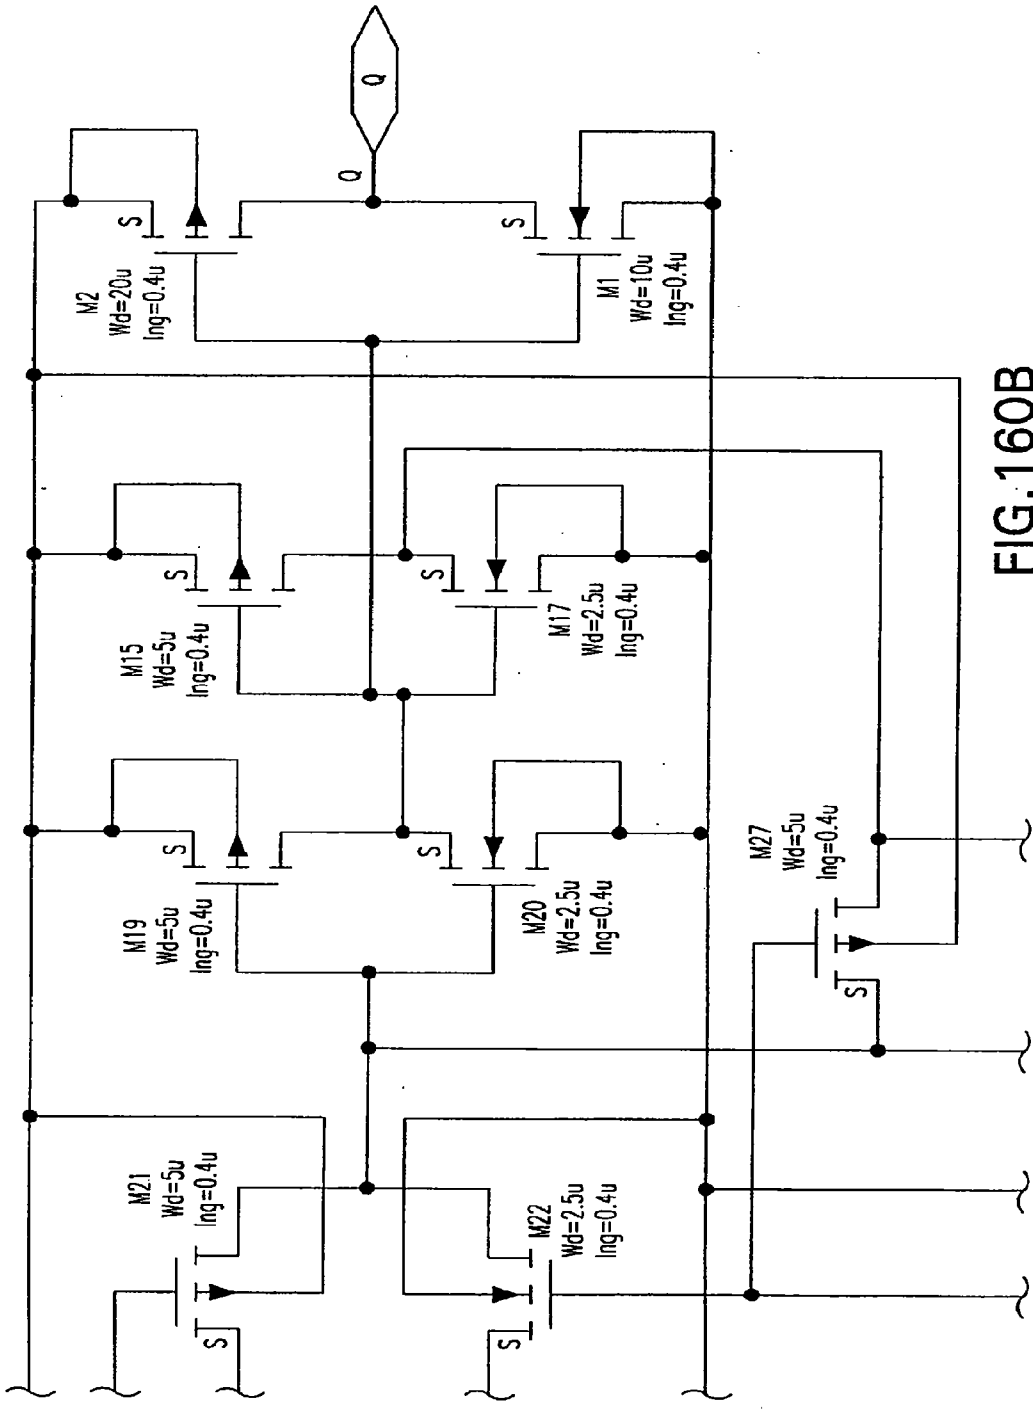 M21
Wd=5u
lng=0.4u
S
M22
Wd=2.5u
lng=0.4u
S
M19
Wd=5u
lng=0.4u
S
M20
Wd=2.5u
lng=0.4u
S
M27
Wd=5u
lng=0.4u
S
M15
Wd=5u
lng=0.4u
S
M17
Wd=2.5u
lng=0.4u
S
M2
Wd=20u
lng=0.4u
S
M1
Wd=10u
lng=0.4u
S
Q
Q
FIG.160B